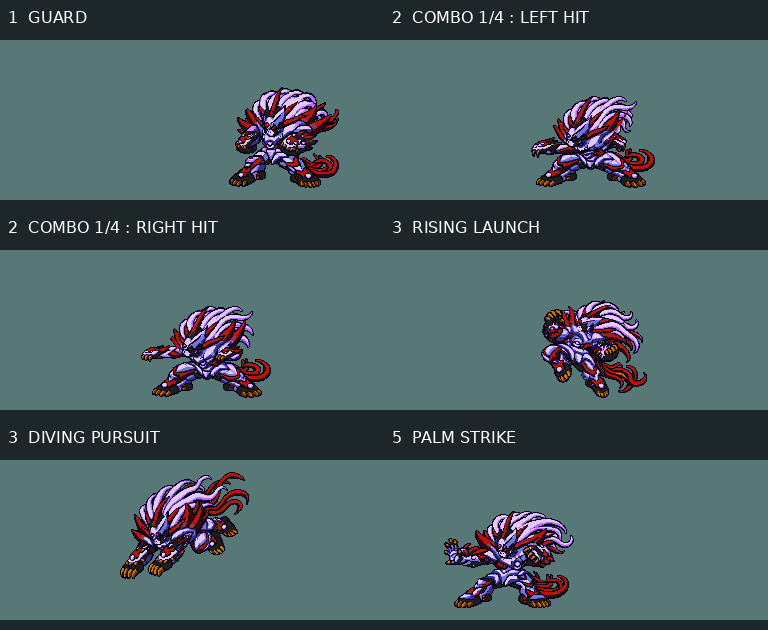 1 GUARD
2 COMBO 1/4 : LEFT HIT
2 COMBO 1/4 : RIGHT HIT
3 RISING LAUNCH
3 DIVING PURSUIT
5 PALM STRIKE